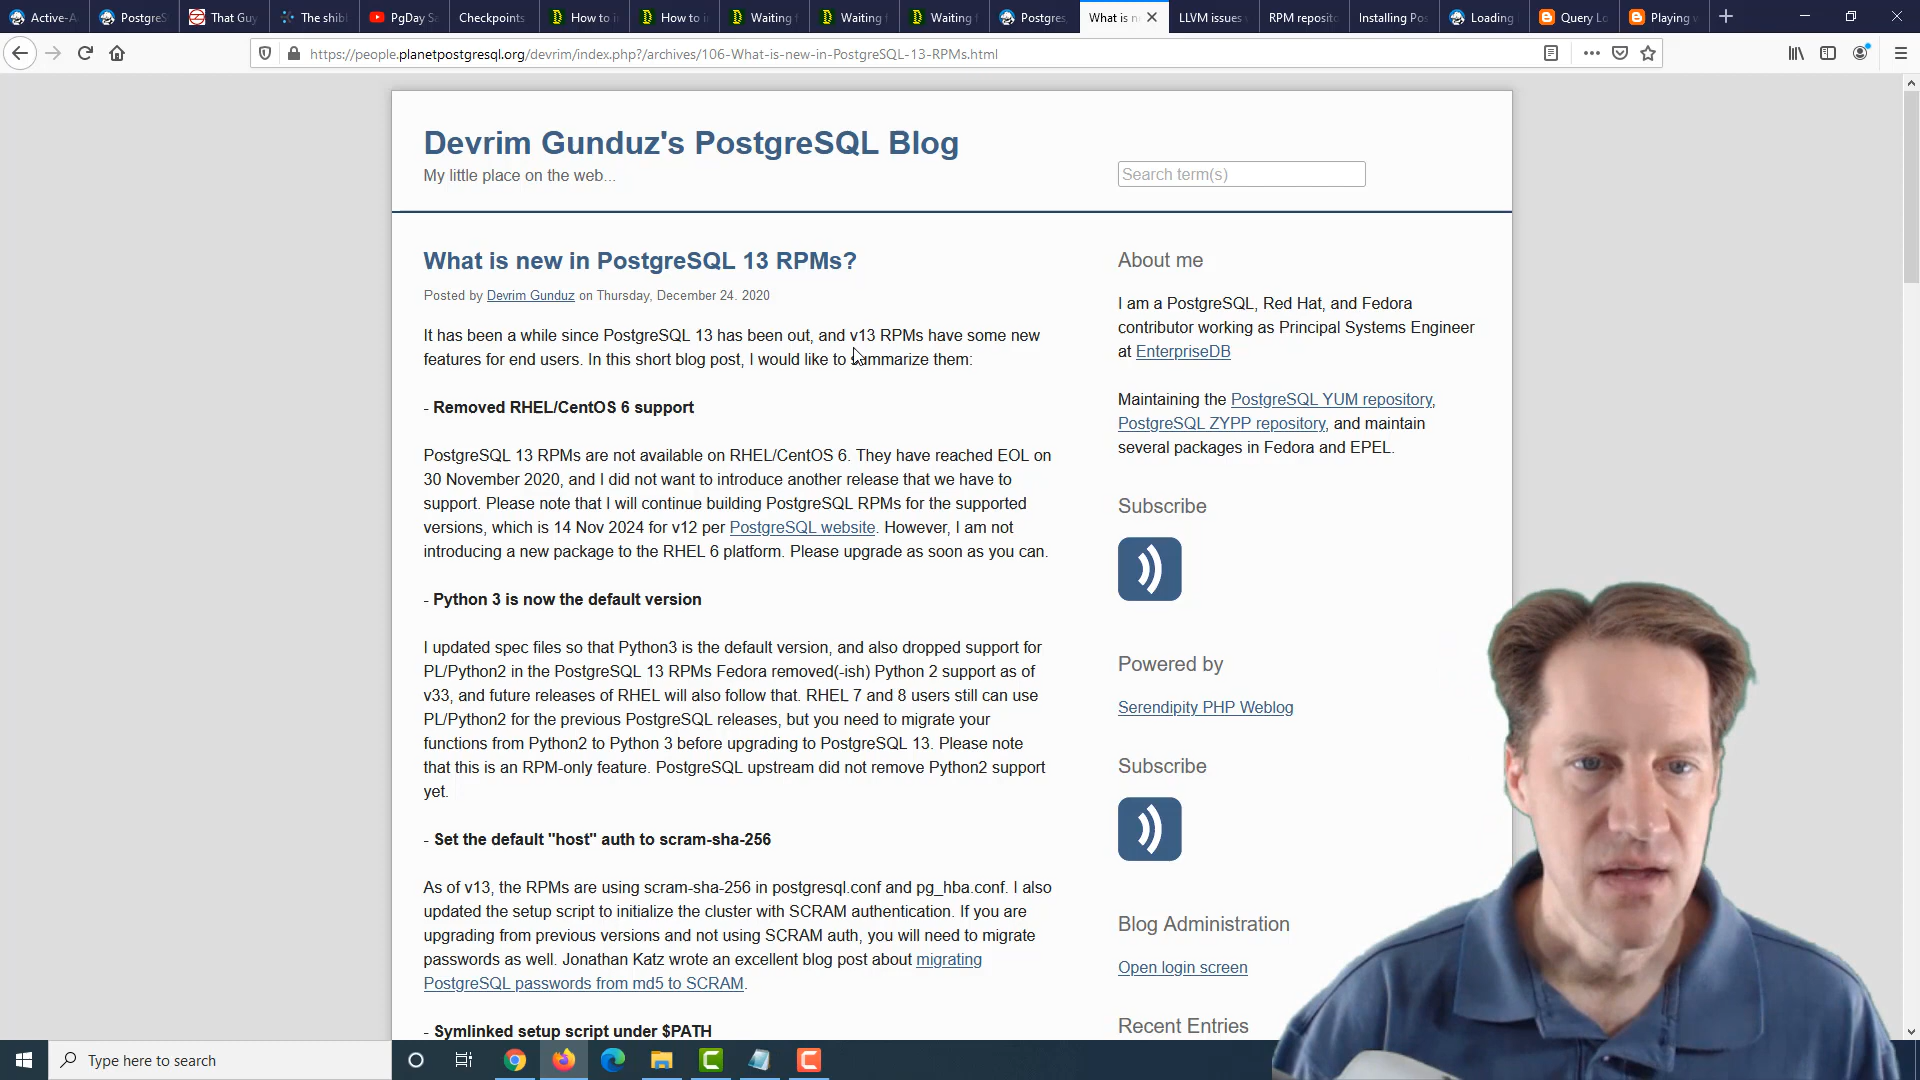 Active-A
PostgreS
That Guy
The shibl
PgDay Sa
Checkpoints
How to i
How to i
Waiting f
Waiting f
Waiting f
Postgres
What is n
LLVM issues
RPM reposito
Installing Pos
Loading
Query Lo
Playing w
https://people.planetpostgresql.org/devrim/index.php?/archives/106-What-is-new-in-PostgreSQL-13-RPMs.html
Devrim Gunduz's PostgreSQL Blog
My little place on the web...
Search term(s)
What is new in PostgreSQL 13 RPMs?
Posted by Devrim Gunduz on Thursday, December 24. 2020
It has been a while since PostgreSQL 13 has been out, and v13 RPMs have some new
features for end users. In this short blog post, I would like to summarize them:
- Removed RHEL/CentOS 6 support
PostgreSQL 13 RPMs are not available on RHEL/CentOS 6. They have reached EOL on
30 November 2020, and I did not want to introduce another release that we have to
support. Please note that I will continue building PostgreSQL RPMs for the supported
versions, which is 14 Nov 2024 for v12 per PostgreSQL website. However, I am not
introducing a new package to the RHEL 6 platform. Please upgrade as soon as you can.
- Python 3 is now the default version
I updated spec files so that Python3 is the default version, and also dropped support for
PL/Python2 in the PostgreSQL 13 RPMs Fedora removed(-ish) Python 2 support as of
v33, and future releases of RHEL will also follow that. RHEL 7 and 8 users still can use
PL/Python2 for the previous PostgreSQL releases, but you need to migrate your
functions from Python2 to Python 3 before upgrading to PostgreSQL 13. Please note
that this is an RPM-only feature. PostgreSQL upstream did not remove Python2 support
yet.
- Set the default "host" auth to scram-sha-256
As of v13, the RPMs are using scram-sha-256 in postgresql.conf and pg_hba.conf. I also
updated the setup script to initialize the cluster with SCRAM authentication. If you are
upgrading from previous versions and not using SCRAM auth, you will need to migrate
passwords as well. Jonathan Katz wrote an excellent blog post about migrating
PostgreSQL passwords from md5 to SCRAM.
- Symlinked setup script under $PATH
About me
I am a PostgreSQL, Red Hat, and Fedora
contributor working as Principal Systems Engineer
at EnterpriseDB
Maintaining the PostgreSQL YUM repository,
PostgreSQL ZYPP repository, and maintain
several packages in Fedora and EPEL.
Subscribe
Powered by
Serendipity PHP Weblog
Subscribe
Blog Administration
Open login screen
Recent Entries
Type here to search